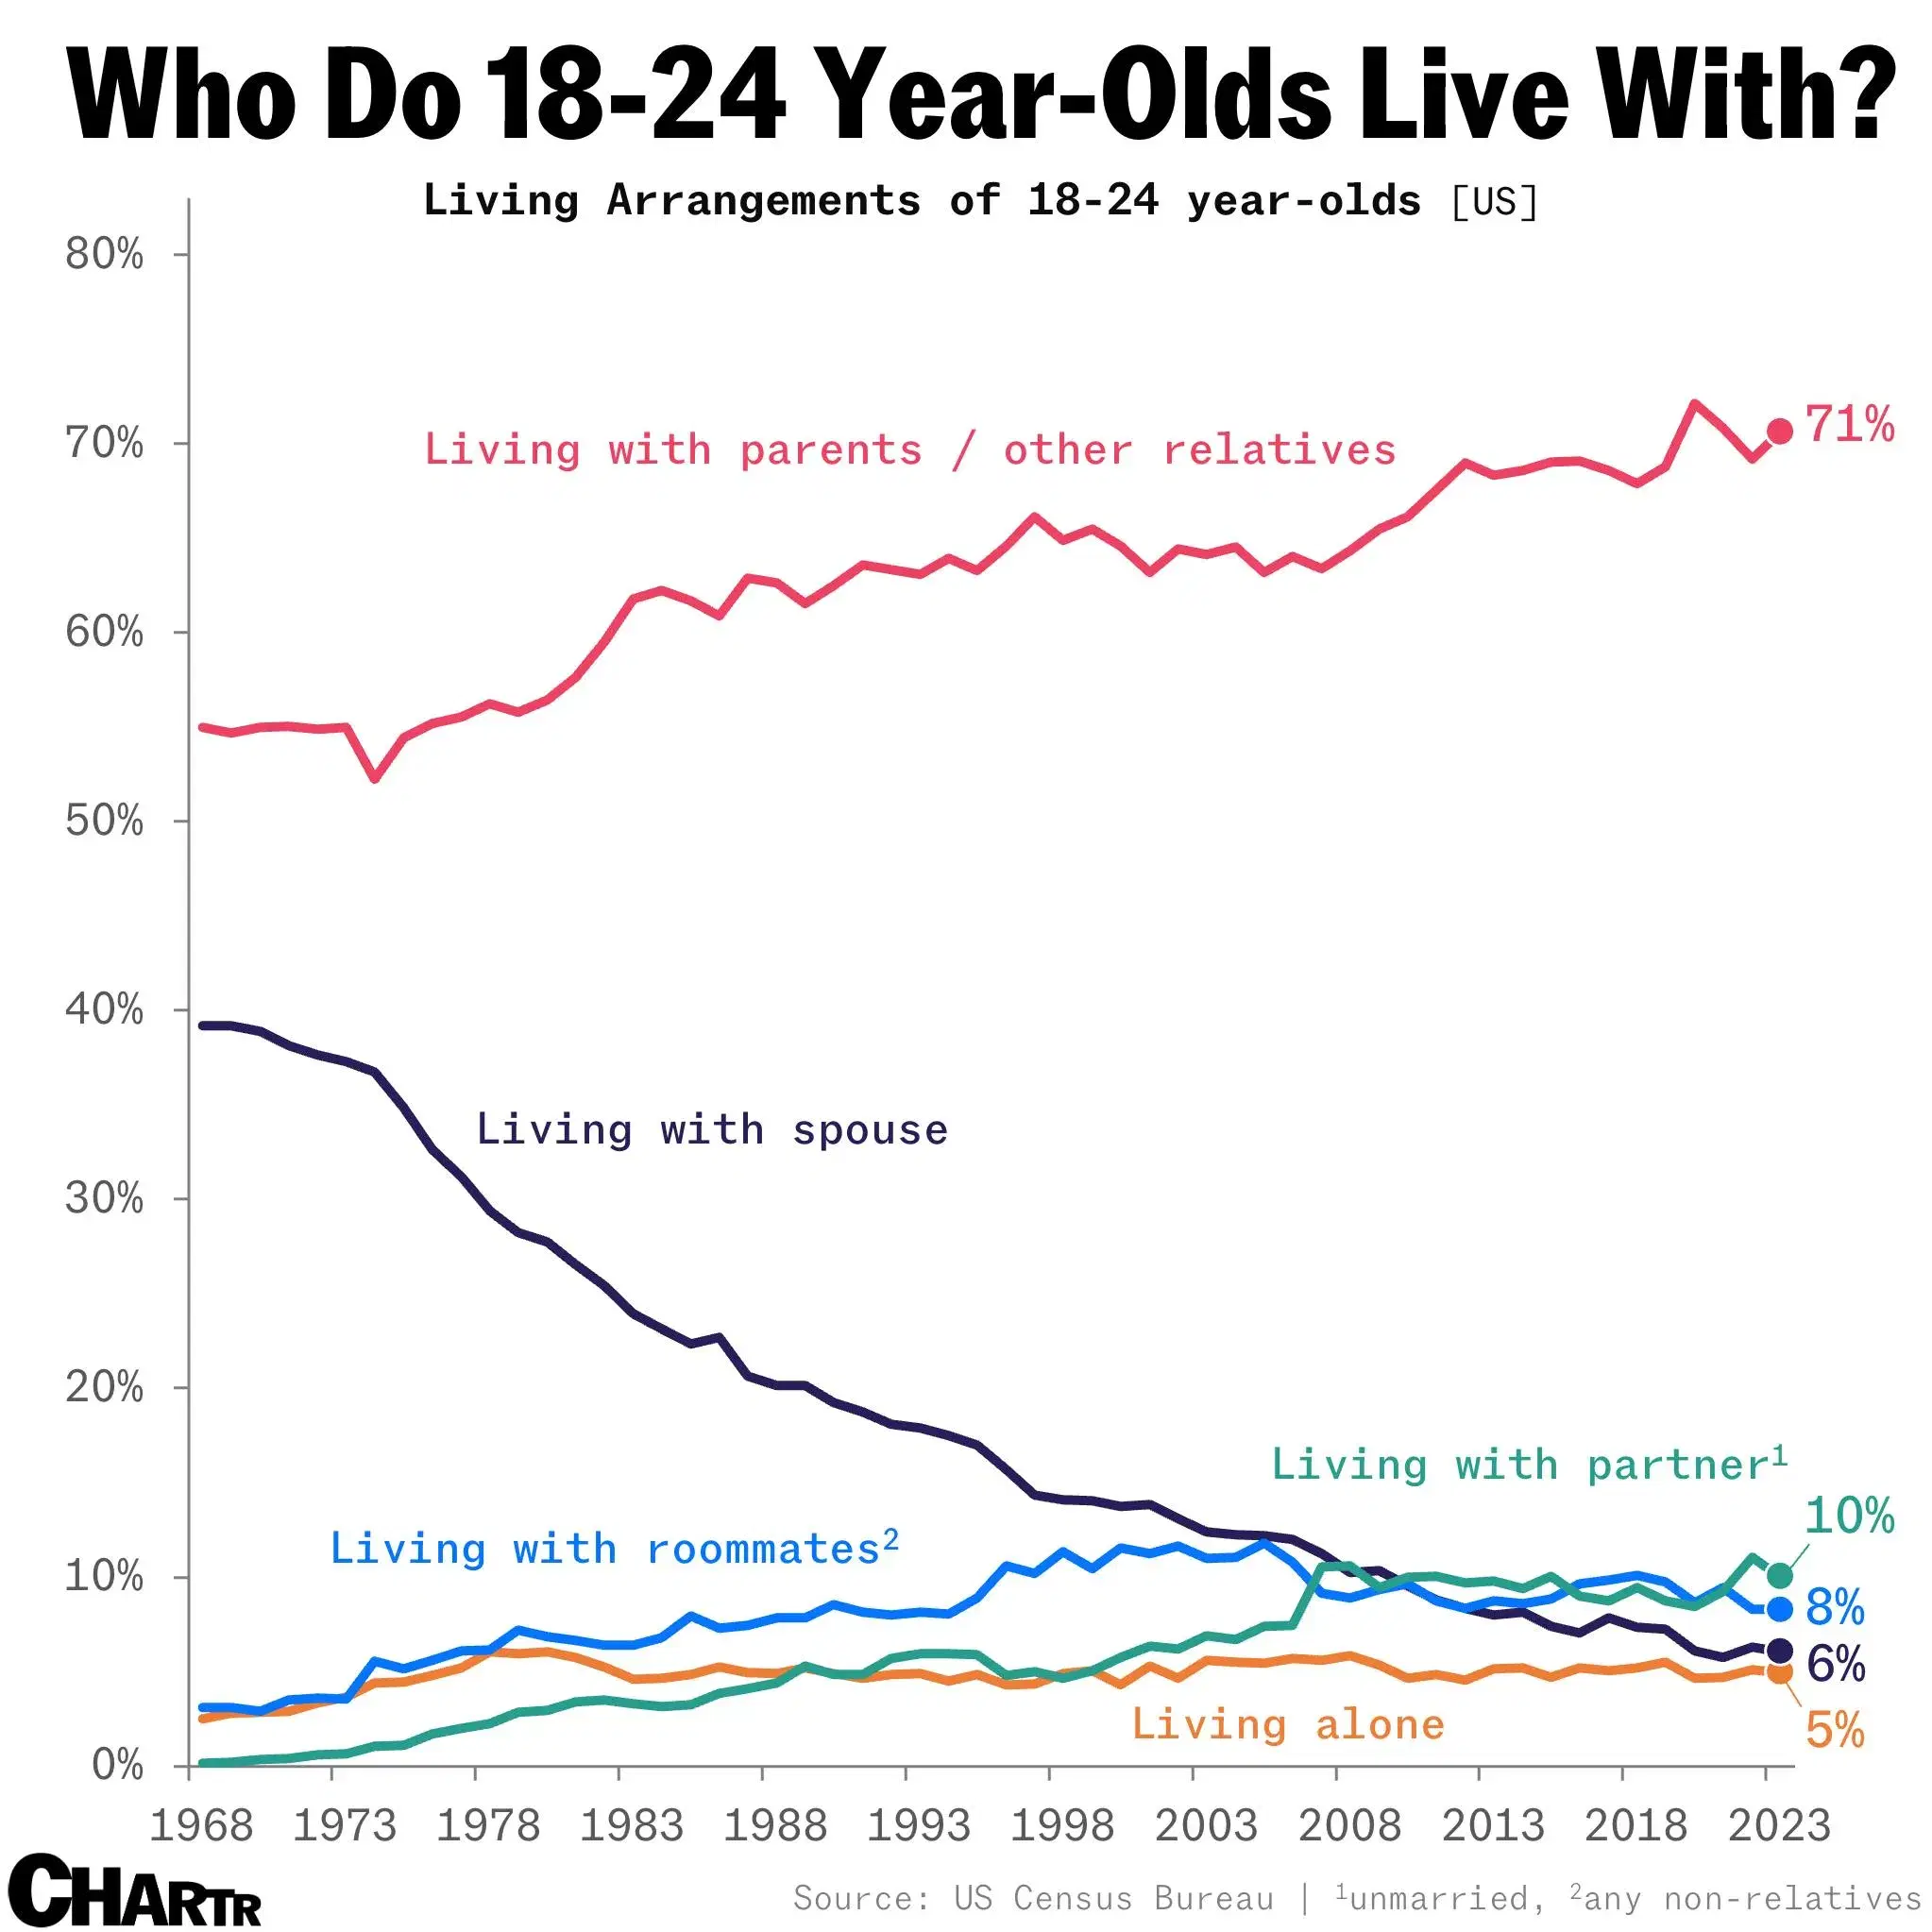 Who Do 18-24 Year-Olds Live With?
Living Arrangements of 18-24 year-olds [US]
80%
70%
60%
50%
40%
30%
20%
10%
0%
Living with parents / other relatives
71%
Living with spouse
Living with partner¹
10%
Living with roommates²
8%
6%
Living alone
5%
1968 1973 1978 1983 1988 1993 1998 2003 2008 2013 2018 2023
CHARTR
Source: US Census Bureau | ¹unmarried, ²any non-relatives